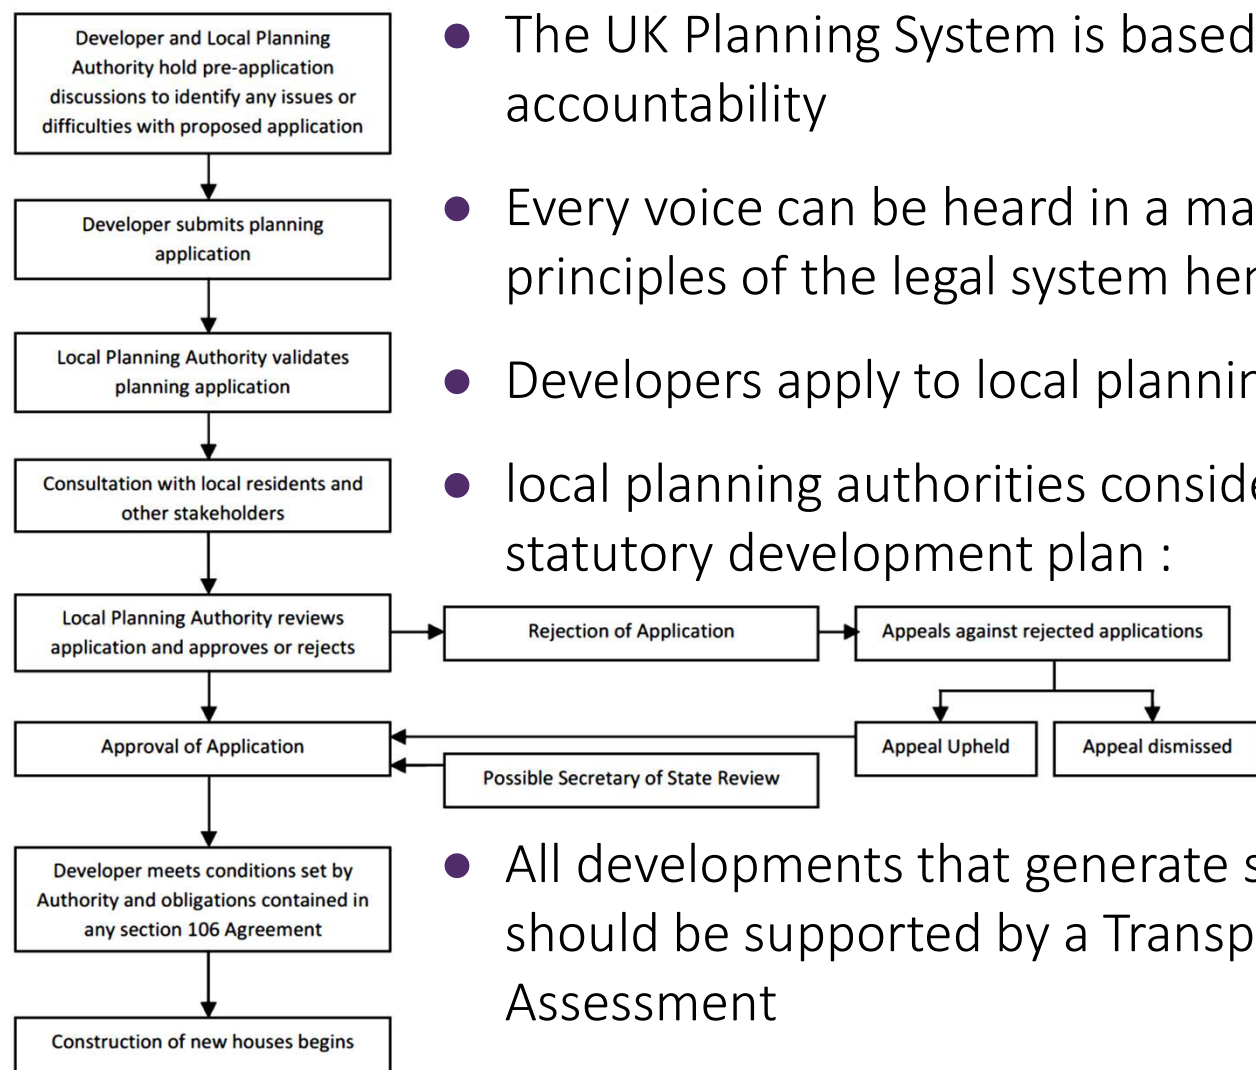 Developer and Local Planning
Authority hold pre-application
discussions to identify any issues or
difficulties with proposed application
Developer submits planning
application
Local Planning Authority validates
planning application
Consultation with local residents and
other stakeholders
Local Planning Authority reviews
application and approves or rejects
Rejection of Application
Appeals against rejected applications
Approval of Application
Appeal Upheld
Appeal dismissed
Possible Secretary of State Review
Developer meets conditions set by
Authority and obligations contained in
any section 106 Agreement
Construction of new houses begins
● The UK Planning System is based
accountability
● Every voice can be heard in a
principles of the legal system
● Developers apply to local
● local planning authorities
statutory development plan :
● All developments that generate
should be supported by a
Assessment